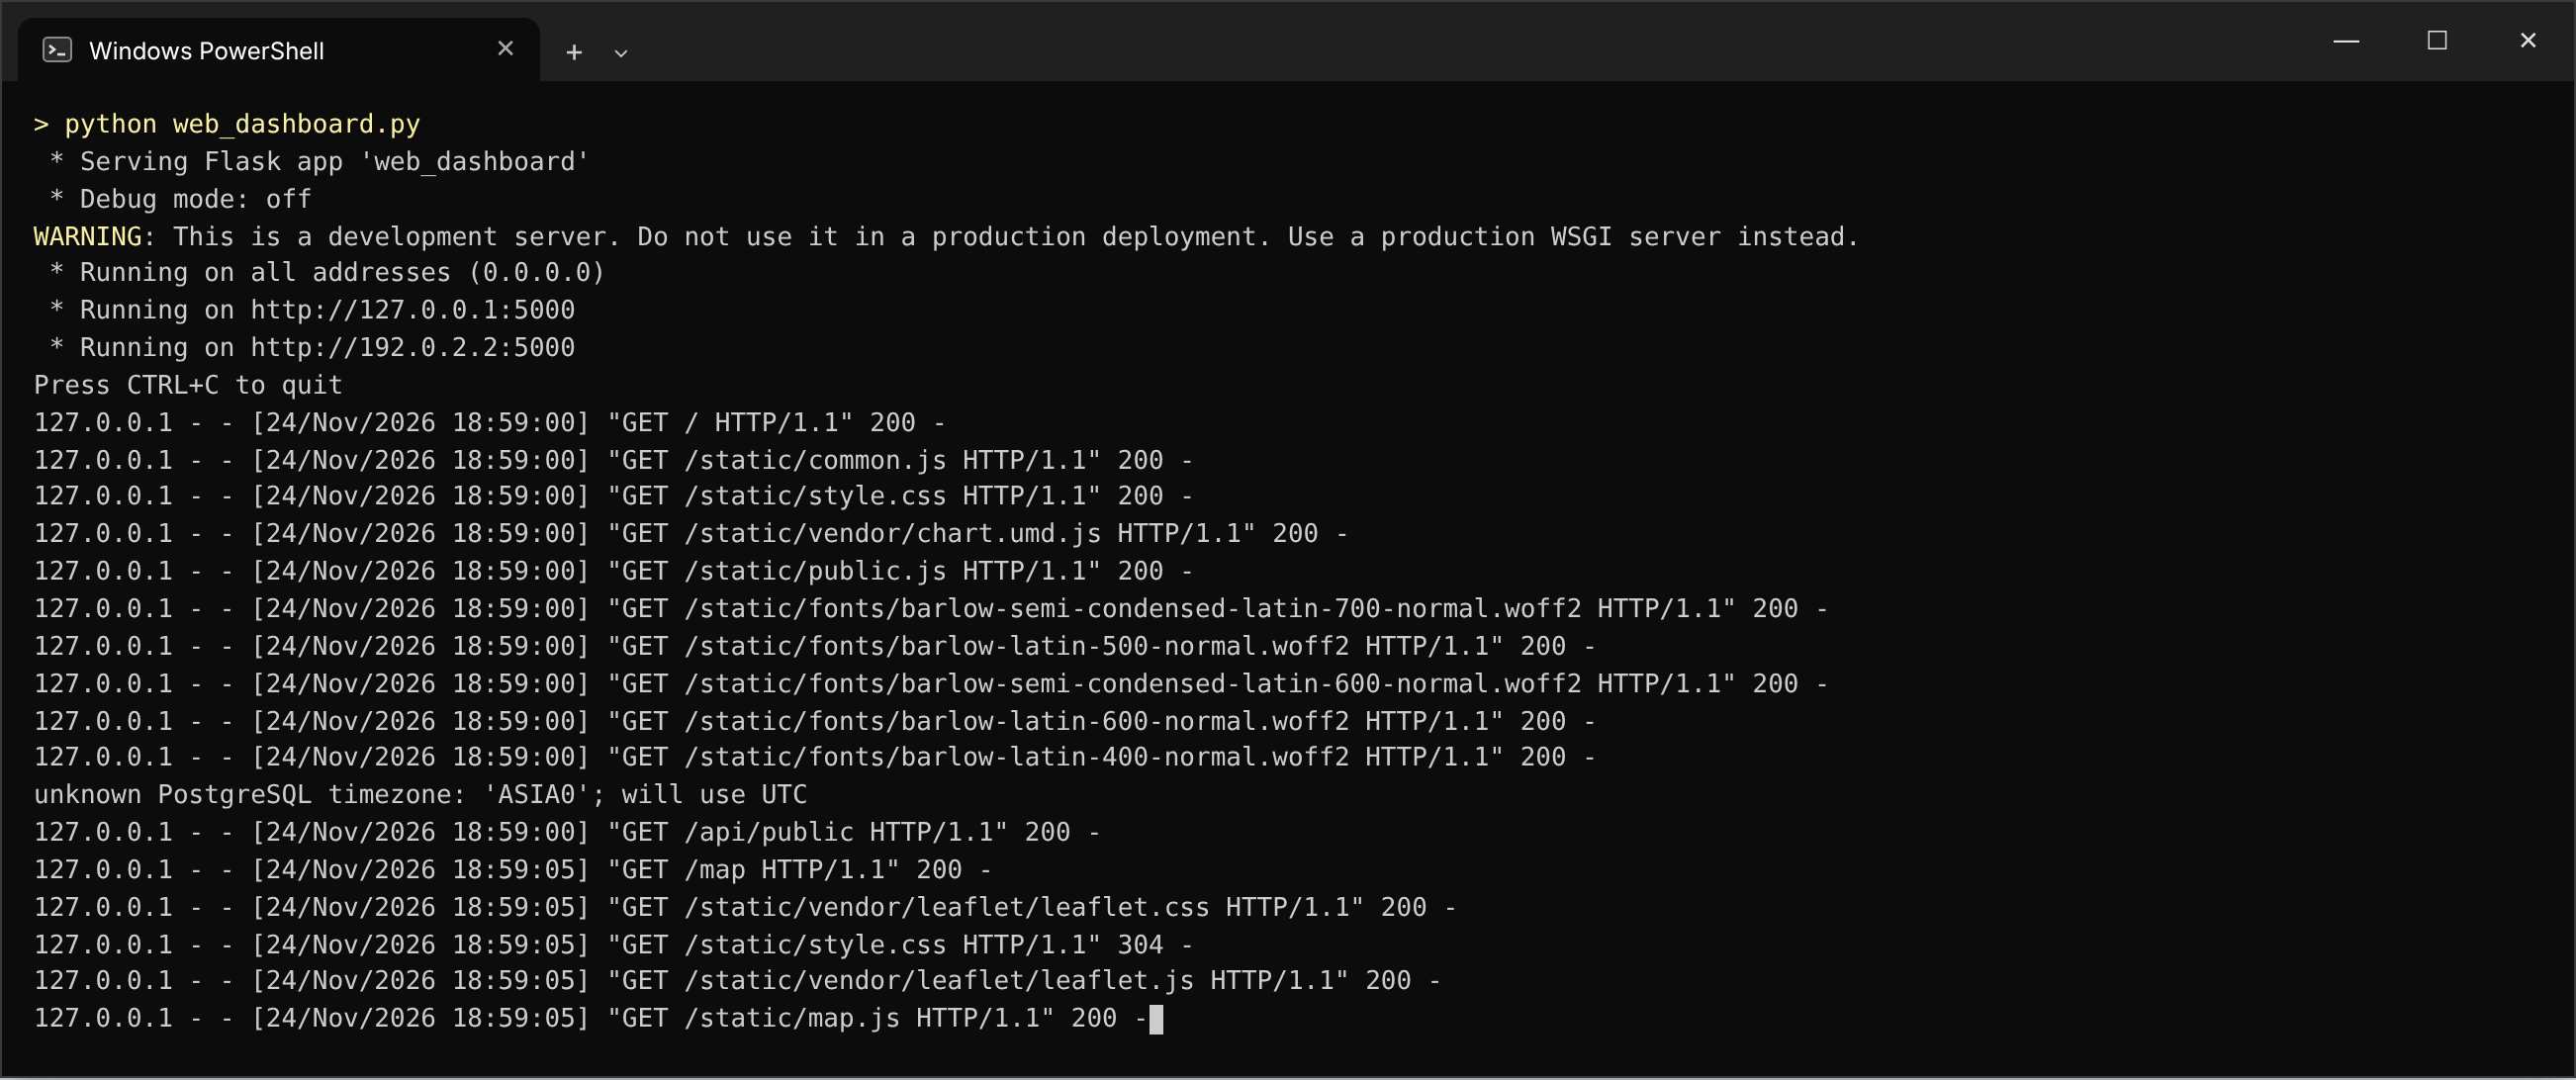 Windows PowerShell
> python web_dashboard.py
 * Serving Flask app 'web_dashboard'
 * Debug mode: off
WARNING: This is a development server. Do not use it in a production deployment. Use a production WSGI server instead.
 * Running on all addresses (0.0.0.0)
 * Running on http://127.0.0.1:5000
 * Running on http://192.0.2.2:5000
Press CTRL+C to quit
127.0.0.1 - - [24/Nov/2026 18:59:00] "GET / HTTP/1.1" 200 -
127.0.0.1 - - [24/Nov/2026 18:59:00] "GET /static/common.js HTTP/1.1" 200 -
127.0.0.1 - - [24/Nov/2026 18:59:00] "GET /static/style.css HTTP/1.1" 200 -
127.0.0.1 - - [24/Nov/2026 18:59:00] "GET /static/vendor/chart.umd.js HTTP/1.1" 200 -
127.0.0.1 - - [24/Nov/2026 18:59:00] "GET /static/public.js HTTP/1.1" 200 -
127.0.0.1 - - [24/Nov/2026 18:59:00] "GET /static/fonts/barlow-semi-condensed-latin-700-normal.woff2 HTTP/1.1" 200 -
127.0.0.1 - - [24/Nov/2026 18:59:00] "GET /static/fonts/barlow-latin-500-normal.woff2 HTTP/1.1" 200 -
127.0.0.1 - - [24/Nov/2026 18:59:00] "GET /static/fonts/barlow-semi-condensed-latin-600-normal.woff2 HTTP/1.1" 200 -
127.0.0.1 - - [24/Nov/2026 18:59:00] "GET /static/fonts/barlow-latin-600-normal.woff2 HTTP/1.1" 200 -
127.0.0.1 - - [24/Nov/2026 18:59:00] "GET /static/fonts/barlow-latin-400-normal.woff2 HTTP/1.1" 200 -
unknown PostgreSQL timezone: 'ASIA0'; will use UTC
127.0.0.1 - - [24/Nov/2026 18:59:00] "GET /api/public HTTP/1.1" 200 -
127.0.0.1 - - [24/Nov/2026 18:59:05] "GET /map HTTP/1.1" 200 -
127.0.0.1 - - [24/Nov/2026 18:59:05] "GET /static/vendor/leaflet/leaflet.css HTTP/1.1" 200 -
127.0.0.1 - - [24/Nov/2026 18:59:05] "GET /static/style.css HTTP/1.1" 304 -
127.0.0.1 - - [24/Nov/2026 18:59:05] "GET /static/vendor/leaflet/leaflet.js HTTP/1.1" 200 -
127.0.0.1 - - [24/Nov/2026 18:59:05] "GET /static/map.js HTTP/1.1" 200 -